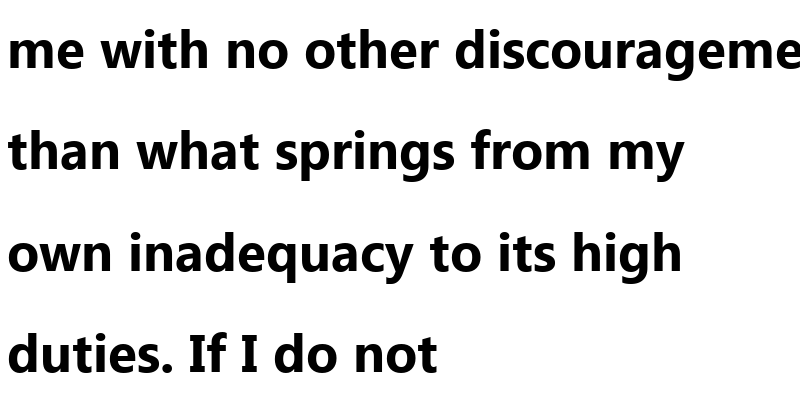 me with no other discourageme
than what springs from my
own inadequacy to its high
duties. If I do not